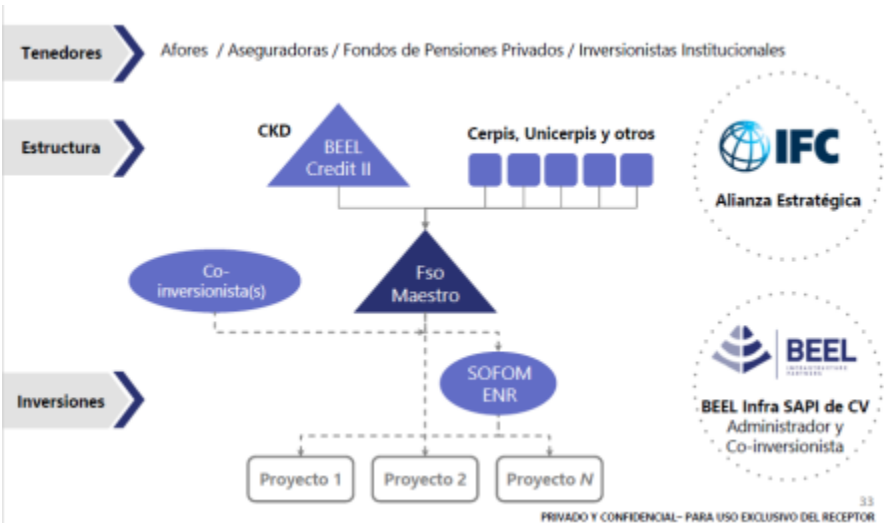 Tenedores
Afores / Aseguradoras / Fondos de Pensiones Privados / Inversionistas Institucionales
Estructura
CKD
BEEL
Credit II
Cerpis, Unicerpis y otros
IFC
Alianza Estratégica
Co-
inversionista(s)
Fso
Maestro
Inversiones
SOFOM
ENR
BEEL
INFRASTRUCTURE
PARTNERS
BEEL Infra SAPI de CV
Administrador y
Co-inversionista
Proyecto 1
Proyecto 2
Proyecto N
33
PRIVADO Y CONFIDENCIAL– PARA USO EXCLUSIVO DEL RECEPTOR